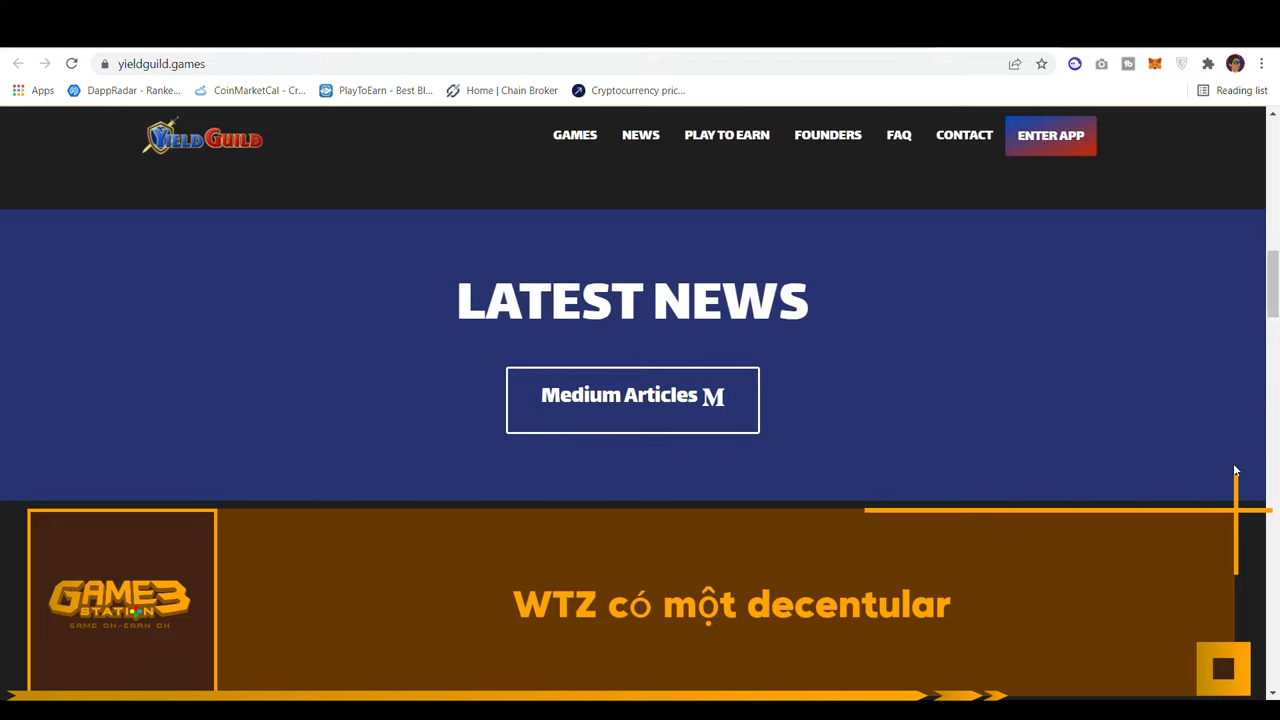 yieldguild.games
Apps
DappRadar - Ranke...
CoinMarketCal - Cr...
PlayToEarn - Best Bl...
Home | Chain Broker
Cryptocurrency pric...
Reading list
YIELD GUILD
GAMES
NEWS
PLAY TO EARN
FOUNDERS
FAQ
CONTACT
ENTER APP
LATEST NEWS
Medium Articles M
GAME3
STATION
GAME ON-EARN ON
WTZ có một decentular